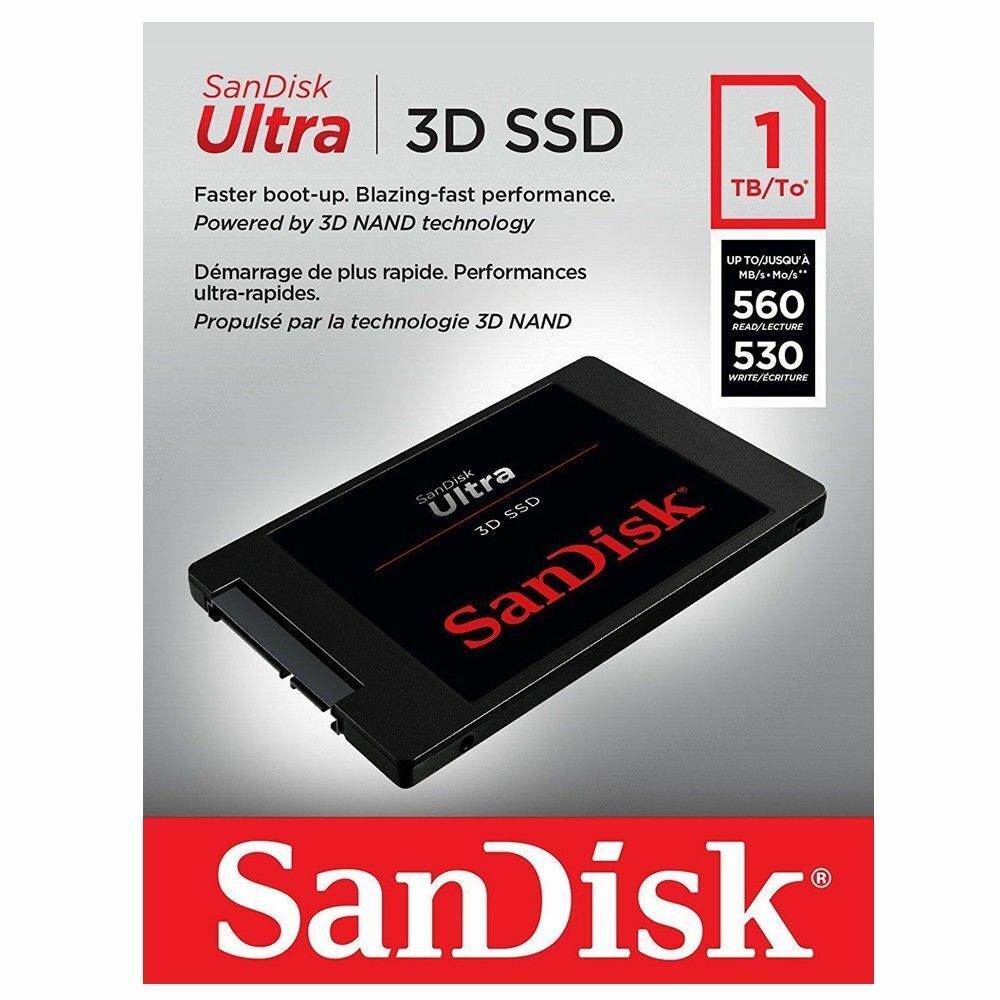 SanDisk
Ultra
3D SSD
Faster boot-up. Blazing-fast performance.
Powered by 3D NAND technology
Démarrage de plus rapide. Performances
ultra-rapides.
Propulsé par la technologie 3D NAND
1
TB/To*
UP TO/JUSQU'À
MB/s•Mo/s**
560
READ/LECTURE
530
WRITE/ÉCRITURE
SanDisk
Ultra
3D SSD
SanDisk®
SanDisk®